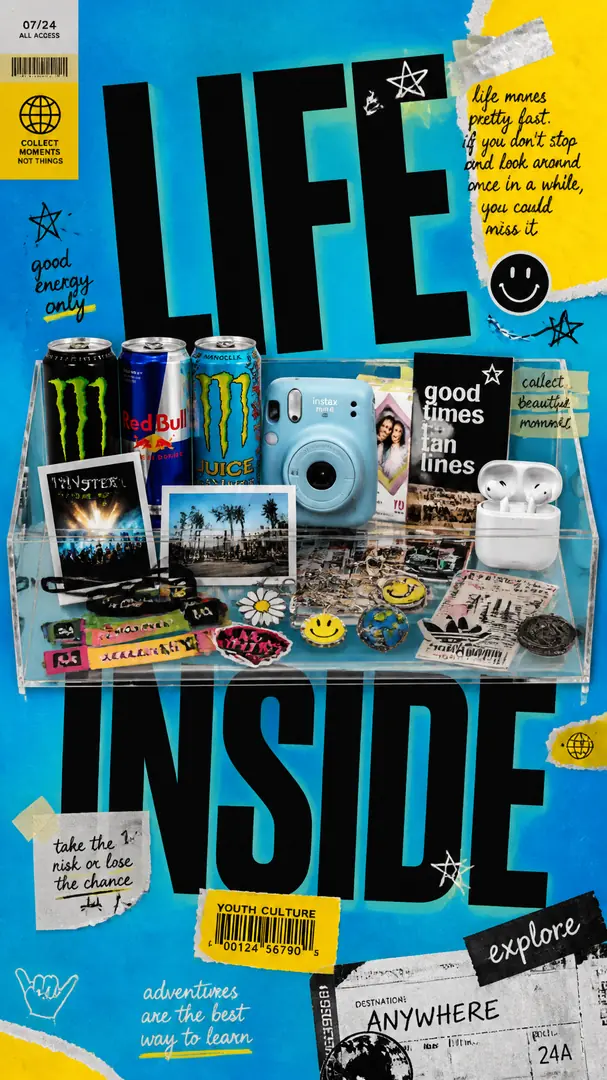 07/24
ALL ACCESS
COLLECT
MOMENTS
NOT THINGS
LIFE
life mnnes
pretty fast.
if you don't stop
and look around
once in a while,
you could
miss it
good
energy
only
Red Bull
JUICE
instax
mini
good
times
tan
lines
collect
beautiful
INSIDE
take the
risk or lose
the chance
YOUTH CULTURE
00124 56790 5
explore
adventures
are the best
way to learn
DESTINATION:
ANYWHERE
24A